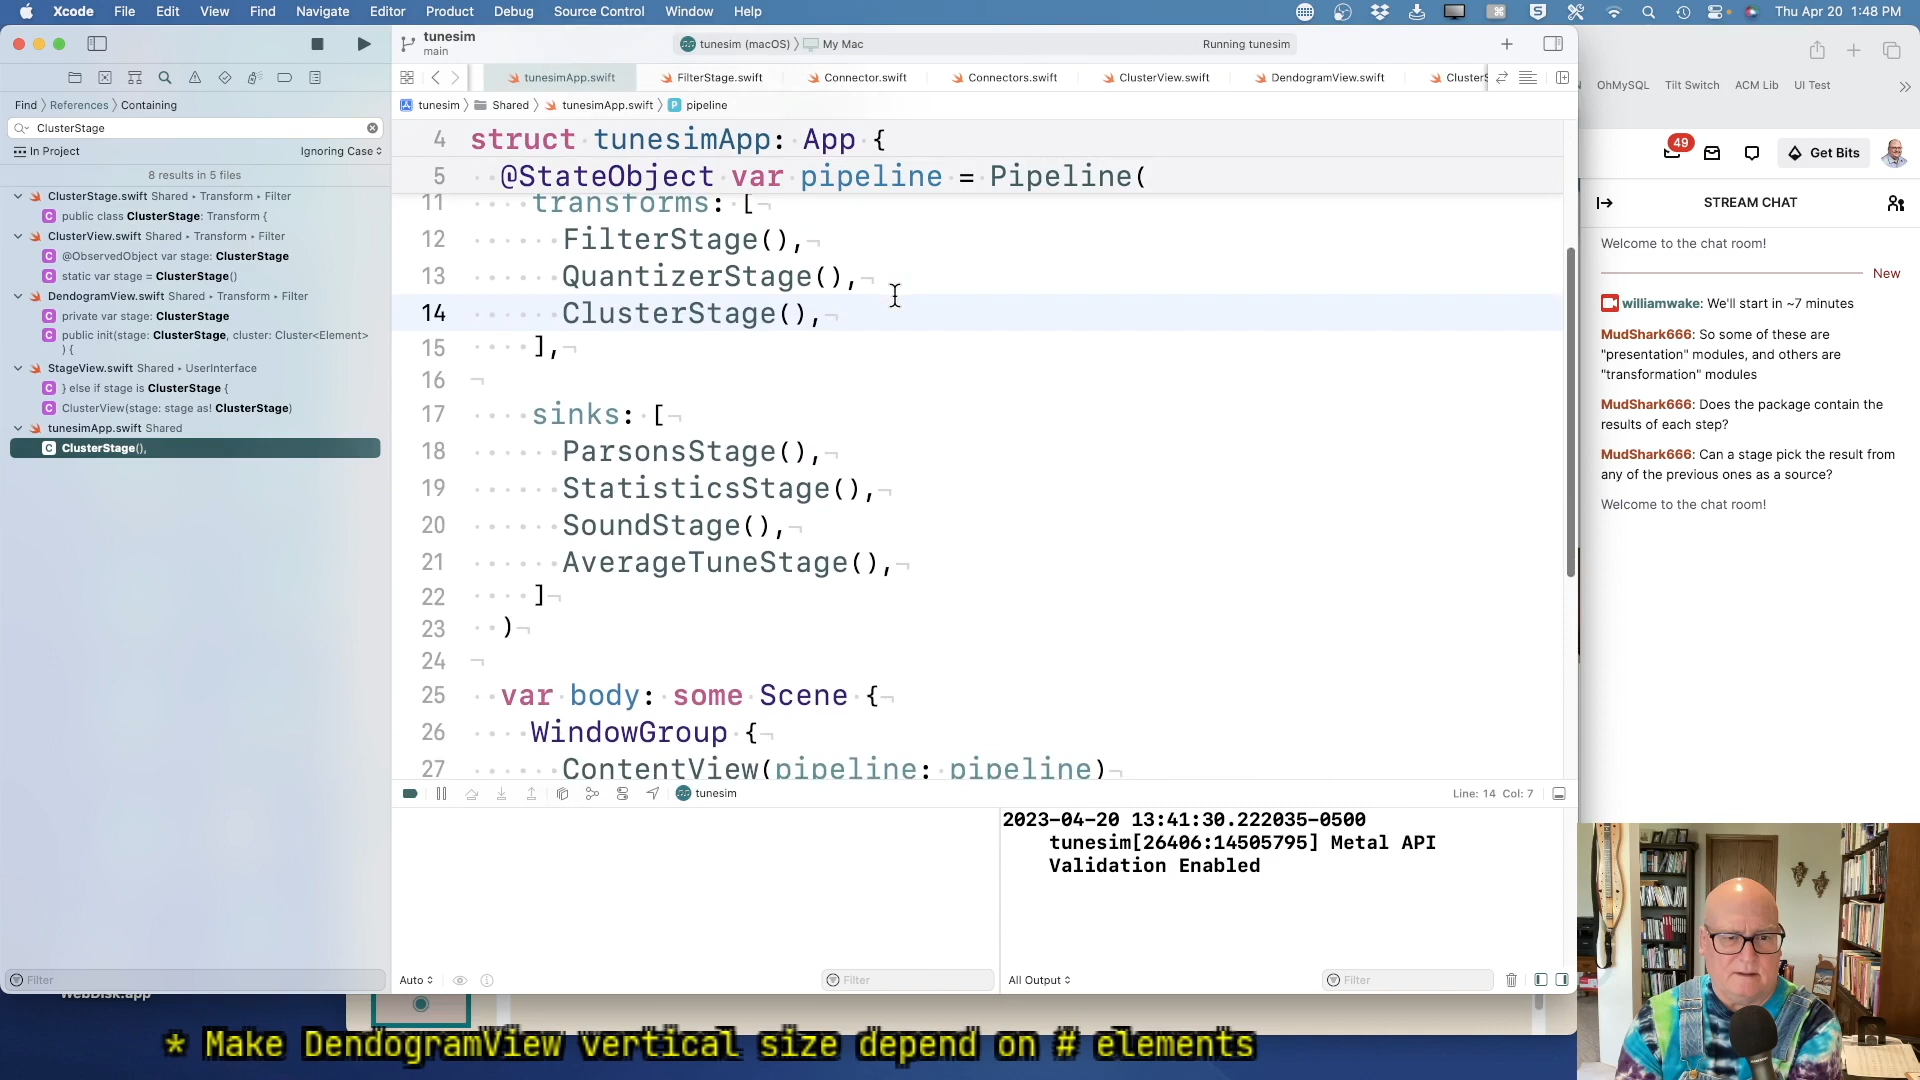 Xcode File Edit View Find Navigate Editor Product Debug Source Control Window Help Thu Apr 20 1:48 PM
tunesim
main
tunesim (macOS) My Mac Running tunesim
tunesimApp.swift FilterStage.swift Connector.swift Connectors.swift ClusterView.swift DendogramView.swift ClusterS
OhMySQL Tilt Switch ACM Lib UI Test
Find References Containing
tunesim Shared tunesimApp.swift pipeline
ClusterStage
In Project Ignoring Case
8 results in 5 files
ClusterStage.swift Shared ▸ Transform ▸ Filter
public class ClusterStage: Transform {
ClusterView.swift Shared ▸ Transform ▸ Filter
@ObservedObject var stage: ClusterStage
static var stage = ClusterStage()
DendogramView.swift Shared ▸ Transform ▸ Filter
private var stage: ClusterStage
public init(stage: ClusterStage, cluster: Cluster<Element>
) {
StageView.swift Shared ▸ UserInterface
} else if stage is ClusterStage {
ClusterView(stage: stage as! ClusterStage)
tunesimApp.swift Shared
ClusterStage(),
Filter
WebDisk.app
4 struct tunesimApp: App {
5 @StateObject var pipeline = Pipeline(
11 transforms: [
12 FilterStage(),
13 QuantizerStage(),
14 ClusterStage(),
15 ],
16
17 sinks: [
18 ParsonsStage(),
19 StatisticsStage(),
20 SoundStage(),
21 AverageTuneStage(),
22 ]
23 )
24
25 var body: some Scene {
26 WindowGroup {
27 ContentView(pipeline: pipeline)
tunesim Line: 14 Col: 7
2023-04-20 13:41:30.222035-0500
tunesim[26406:14505795] Metal API
Validation Enabled
Auto Filter All Output Filter
49 Get Bits
STREAM CHAT
Welcome to the chat room!
New
williamwake: We'll start in ~7 minutes
MudShark666: So some of these are
"presentation" modules, and others are
"transformation" modules
MudShark666: Does the package contain the
results of each step?
MudShark666: Can a stage pick the result from
any of the previous ones as a source?
Welcome to the chat room!
* Make DendogramView vertical size depend on # elements